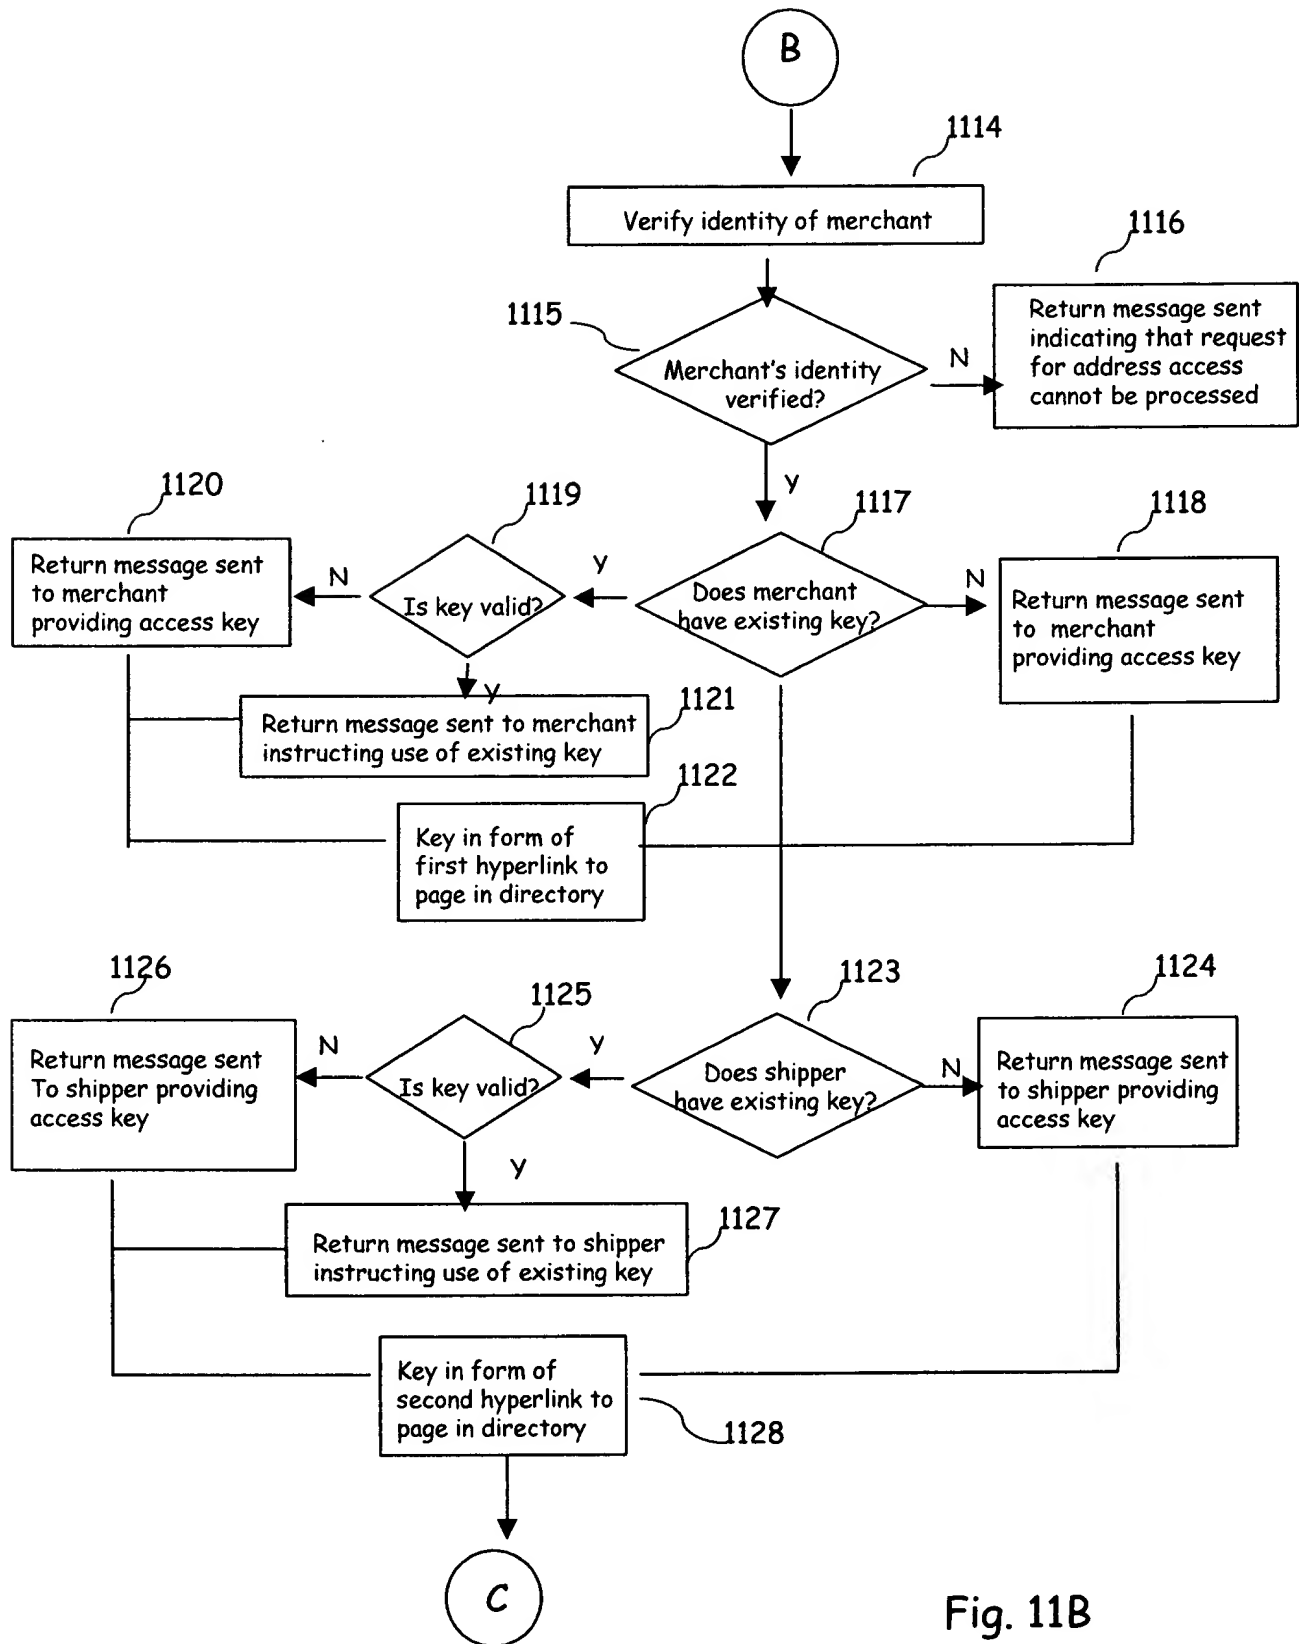 B
1114
Verify identity of merchant
1116
Return message sent
indicating that request
for address access
cannot be processed
1115
Merchant's identity
verified?
N
Y
1120
1119
1117
1118
Return message sent
to merchant
providing access key
N
Is key valid?
Y
Does merchant
have existing key?
N
Return message sent
to merchant
providing access key
Y
1121
Return message sent to merchant
instructing use of existing key
1122
Key in form of
first hyperlink to
page in directory
1126
1125
1123
1124
Return message sent
To shipper providing
access key
N
Is key valid?
Y
Does shipper
have existing key?
N
Return message sent
to shipper providing
access key
Y
1127
Return message sent to shipper
instructing use of existing key
Key in form of
second hyperlink to
page in directory
1128
C
Fig. 11B